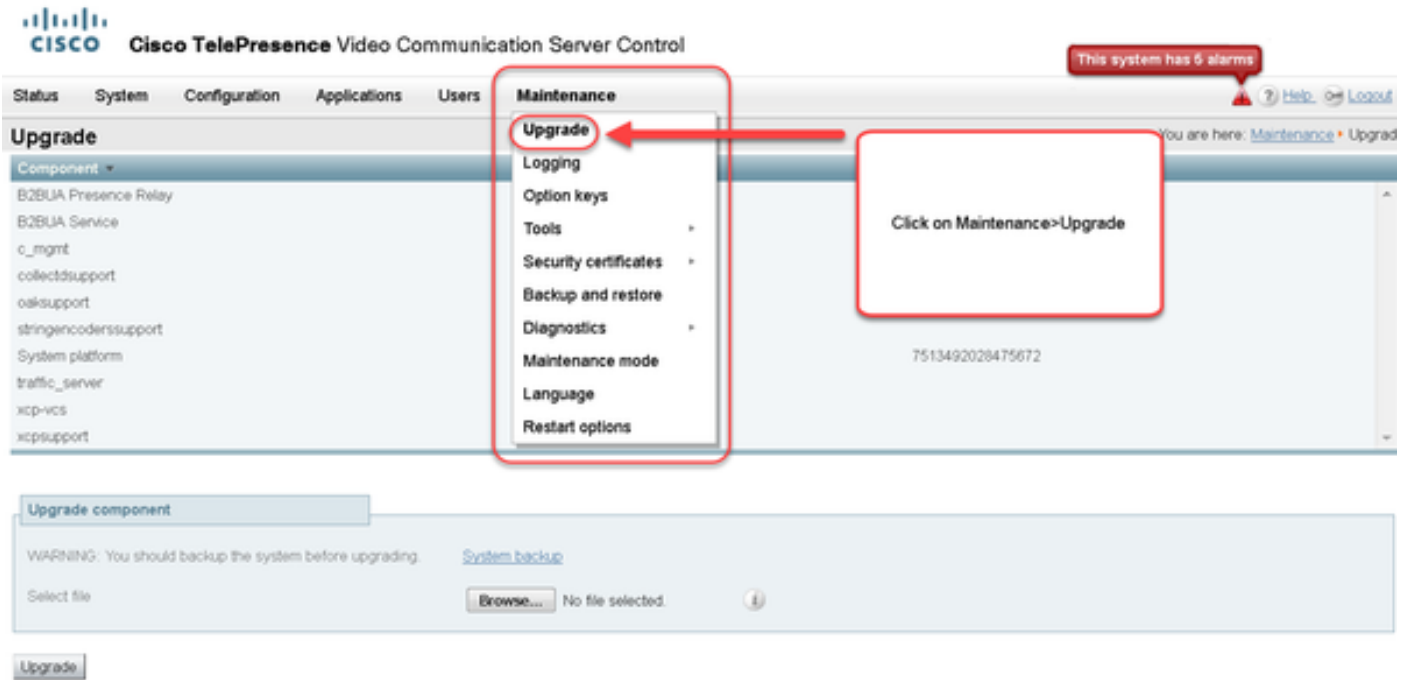 CISCO
Cisco TelePresence Video Communication Server Control
This system has 6 alarms
Status System Configuration Applications Users Maintenance Help Logout
Upgrade
You are here: Maintenance Upgrad
Component
B2BUA Presence Relay
B2BUA Service
c_mgmt
collectdsupport
oaksupport
stringencoderssupport
System platform 7513492028475672
traffic_server
xcp-vcs
xcpsupport
Upgrade
Logging
Option keys
Tools
Security certificates
Backup and restore
Diagnostics
Maintenance mode
Language
Restart options
Click on Maintenance>Upgrade
Upgrade component
WARNING: You should backup the system before upgrading. System backup
Select file Browse... No file selected.
Upgrade